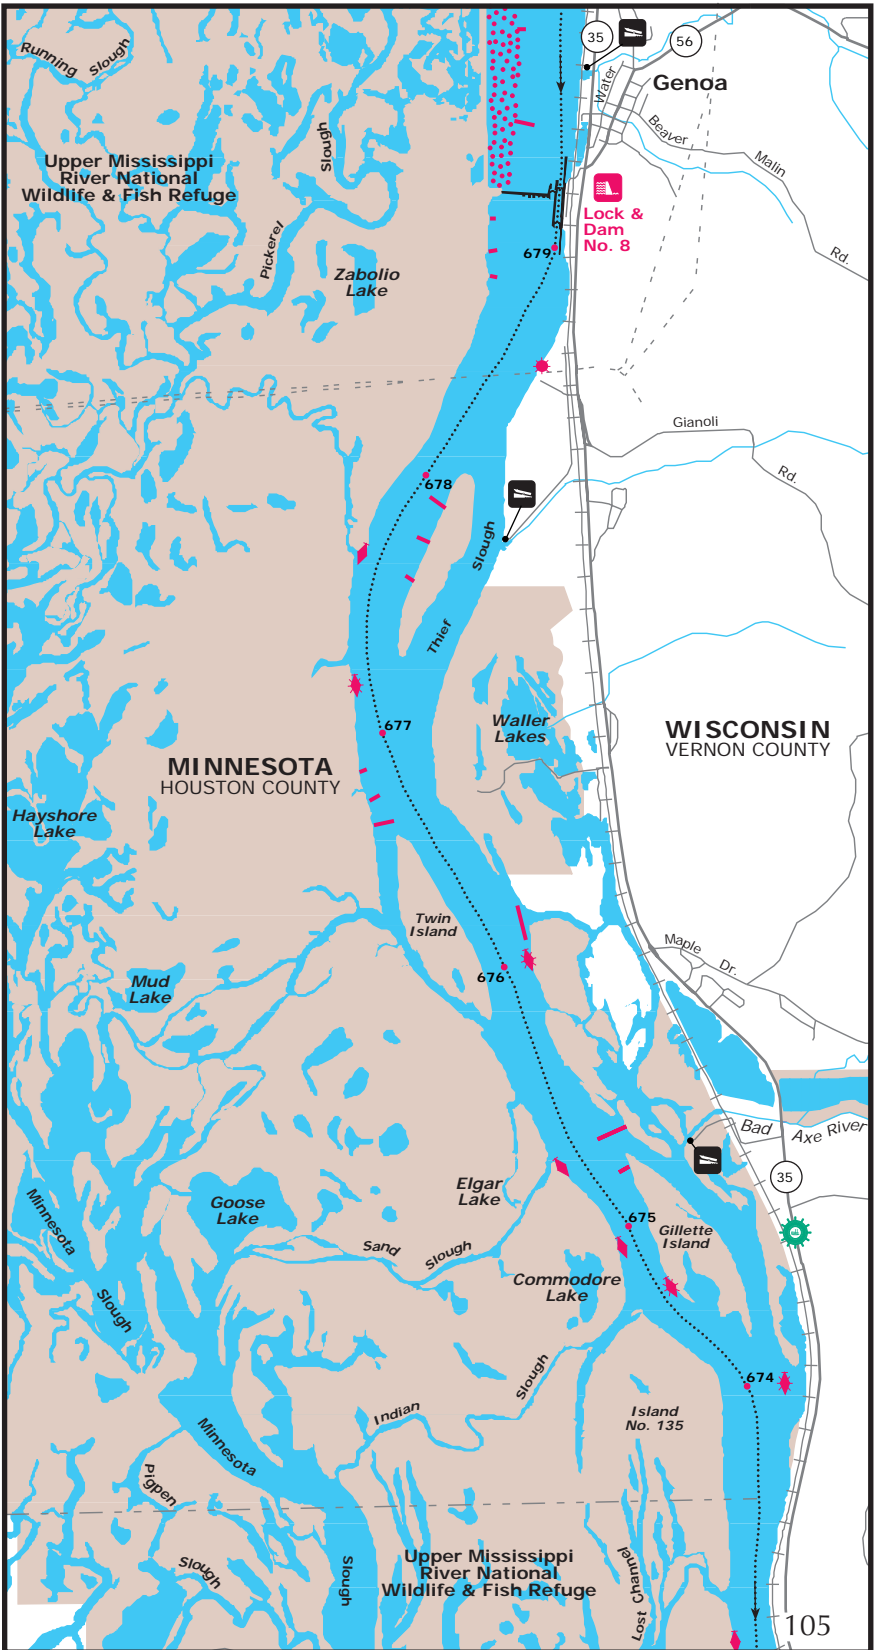 Running
Slough
35
56
Genoa
Water
Beaver
Malin
Rd.
Upper Mississippi
River National
Wildlife & Fish Refuge
Slough
Pickerel
Lock &
Dam
No. 8
679
Zabolio
Lake
Gianoli
Rd.
678
Slough
Thief
677
Waller
Lakes
WISCONSIN
VERNON COUNTY
MINNESOTA
HOUSTON COUNTY
Hayshore
Lake
Twin
Island
Maple
Dr.
676
Mud
Lake
Bad
Axe River
35
Elgar
Lake
Goose
Lake
Minnesota
Slough
675
Gillette
Island
Sand
Slough
Commodore
Lake
674
Slough
Indian
Island
No. 135
Minnesota
Slough
Pigpen
Slough
Upper Mississippi
River National
Wildlife & Fish Refuge
Lost Channel
105